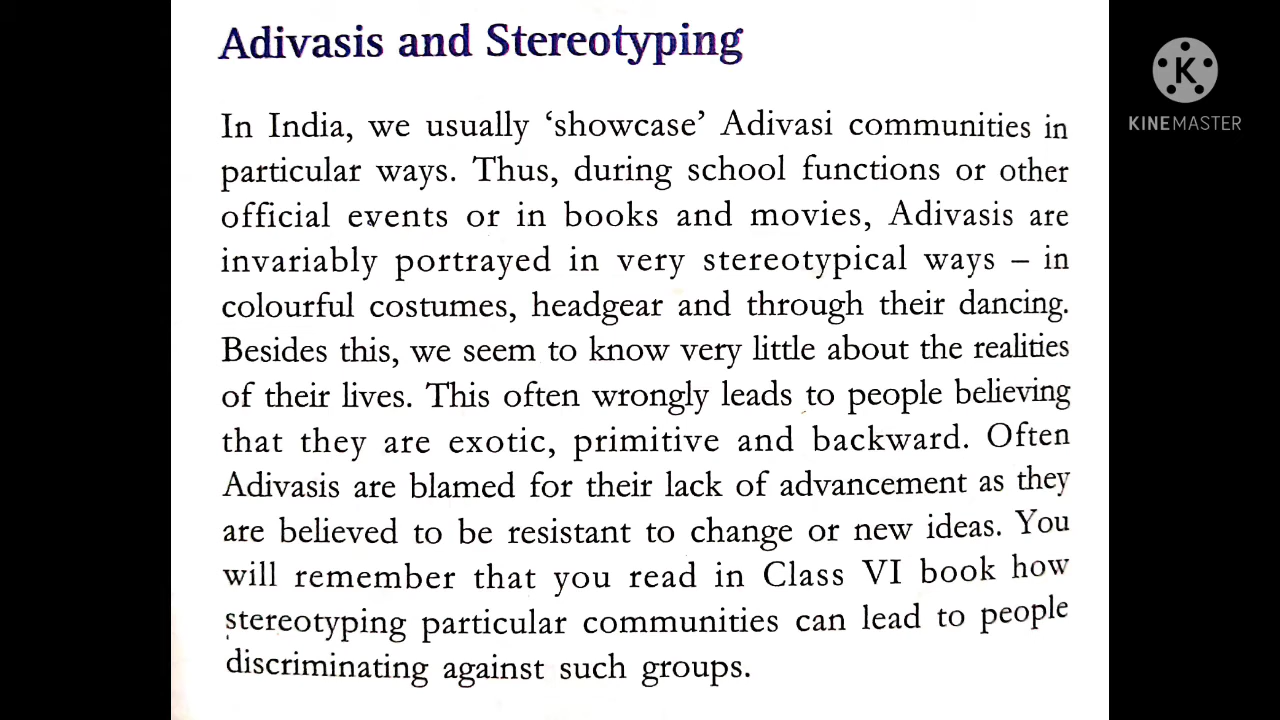 Adivasis and Stereotyping
In India, we usually ‘showcase’ Adivasi communities in
particular ways. Thus, during school functions or other
official events or in books and movies, Adivasis are
invariably portrayed in very stereotypical ways – in
colourful costumes, headgear and through their dancing.
Besides this, we seem to know very little about the realities
of their lives. This often wrongly leads to people believing
that they are exotic, primitive and backward. Often
Adivasis are blamed for their lack of advancement as they
are believed to be resistant to change or new ideas. You
will remember that you read in Class VI book how
stereotyping particular communities can lead to people
discriminating against such groups.
K
KINEMASTER